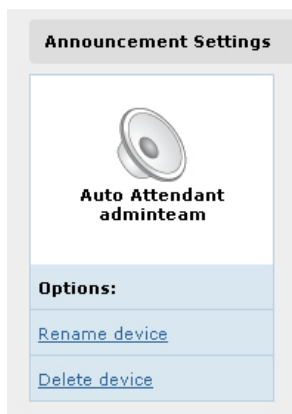 Announcement Settings
Auto Attendant
adminteam
Options:
Rename device
Delete device